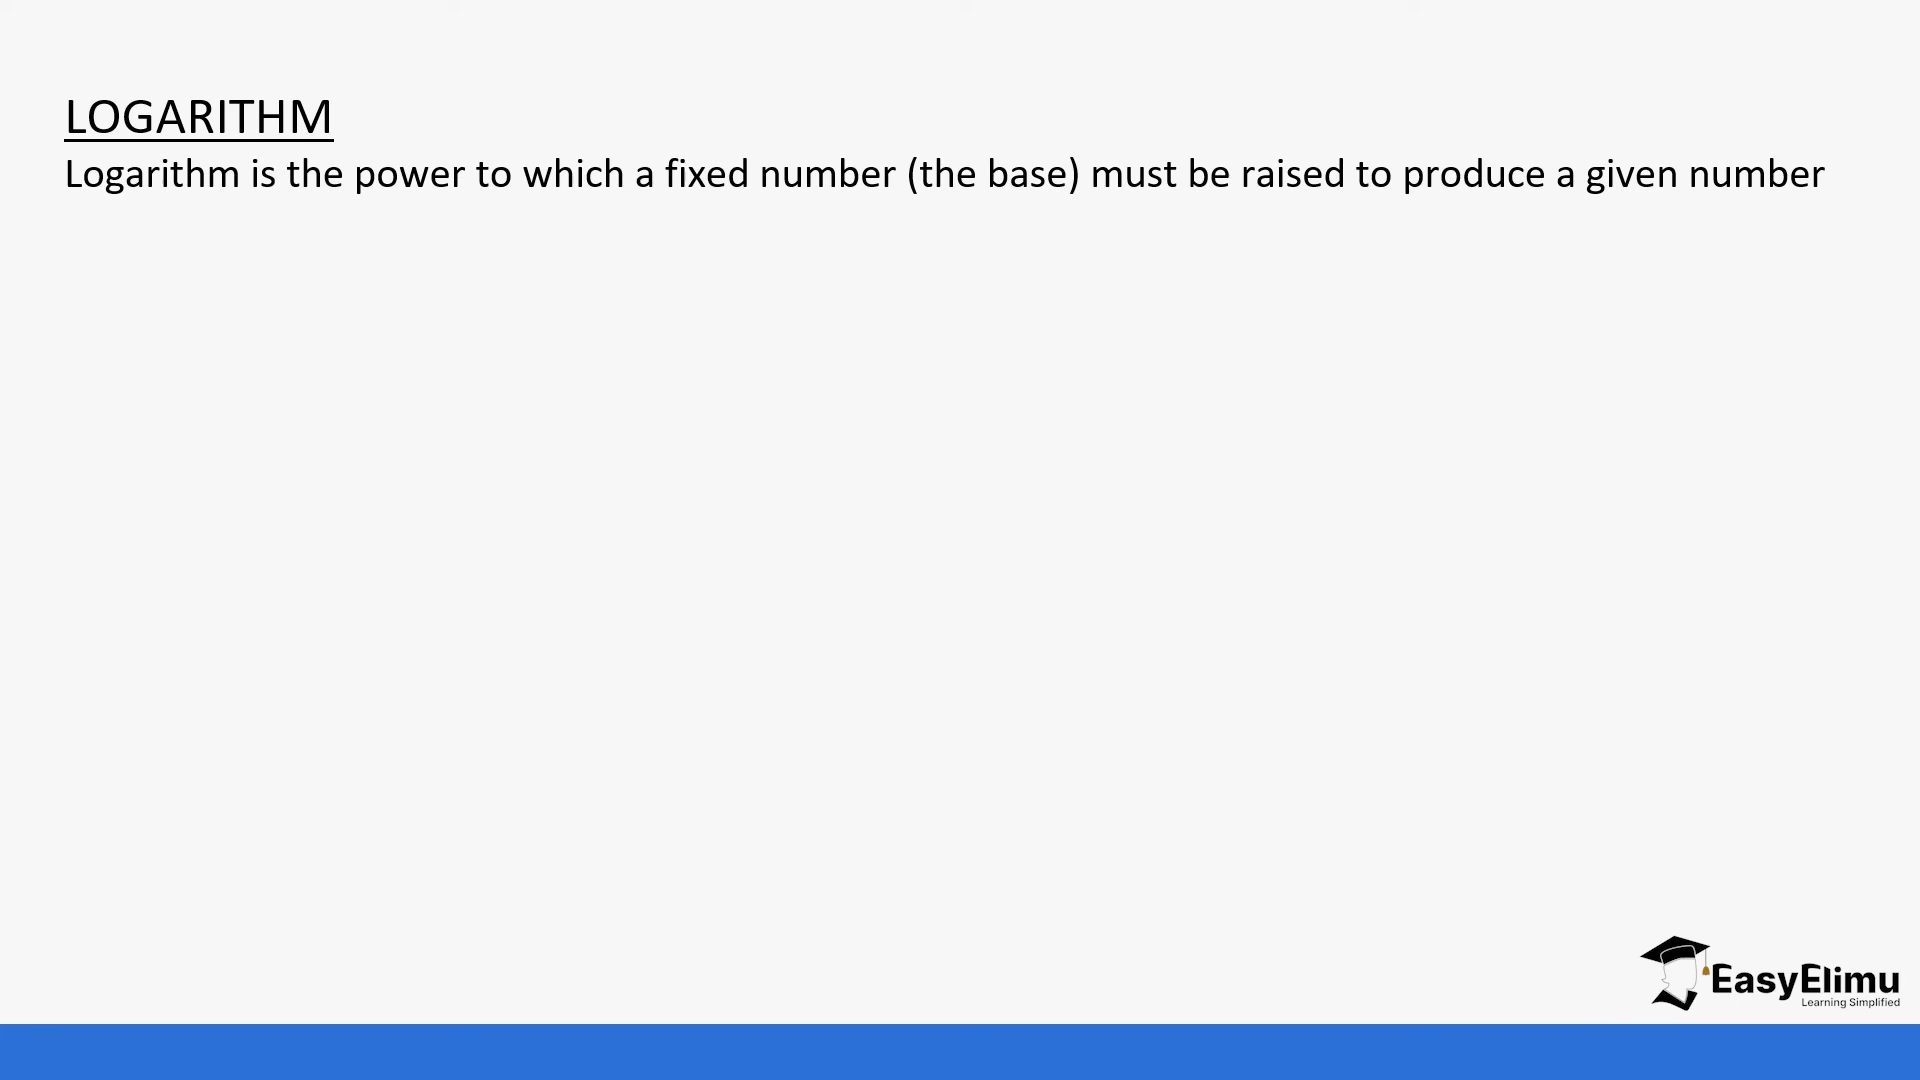 LOGARITHM
Logarithm is the power to which a fixed number (the base) must be raised to produce a given number
EasyElimu
Learning Simplified